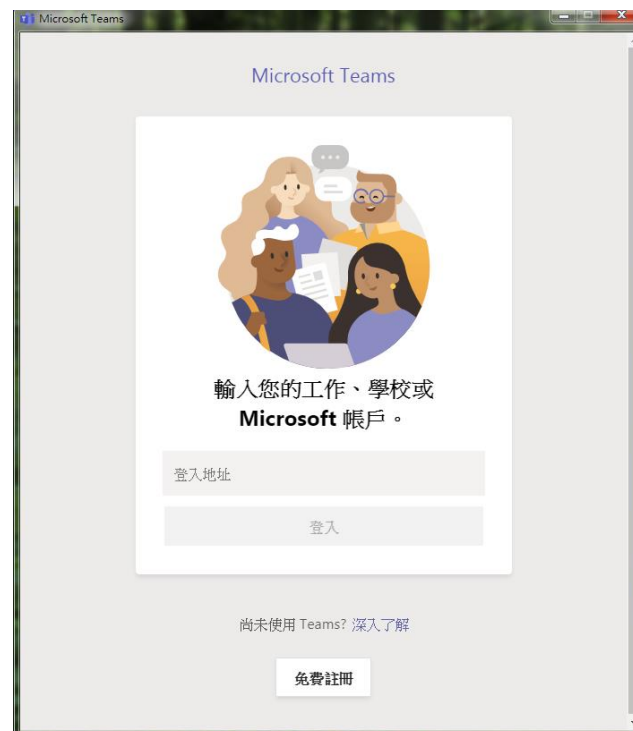 Microsoft Teams
Microsoft Teams
輸入您的工作、學校或
Microsoft 帳戶。
登入地址
登入
尚未使用 Teams? 深入了解
免費註冊